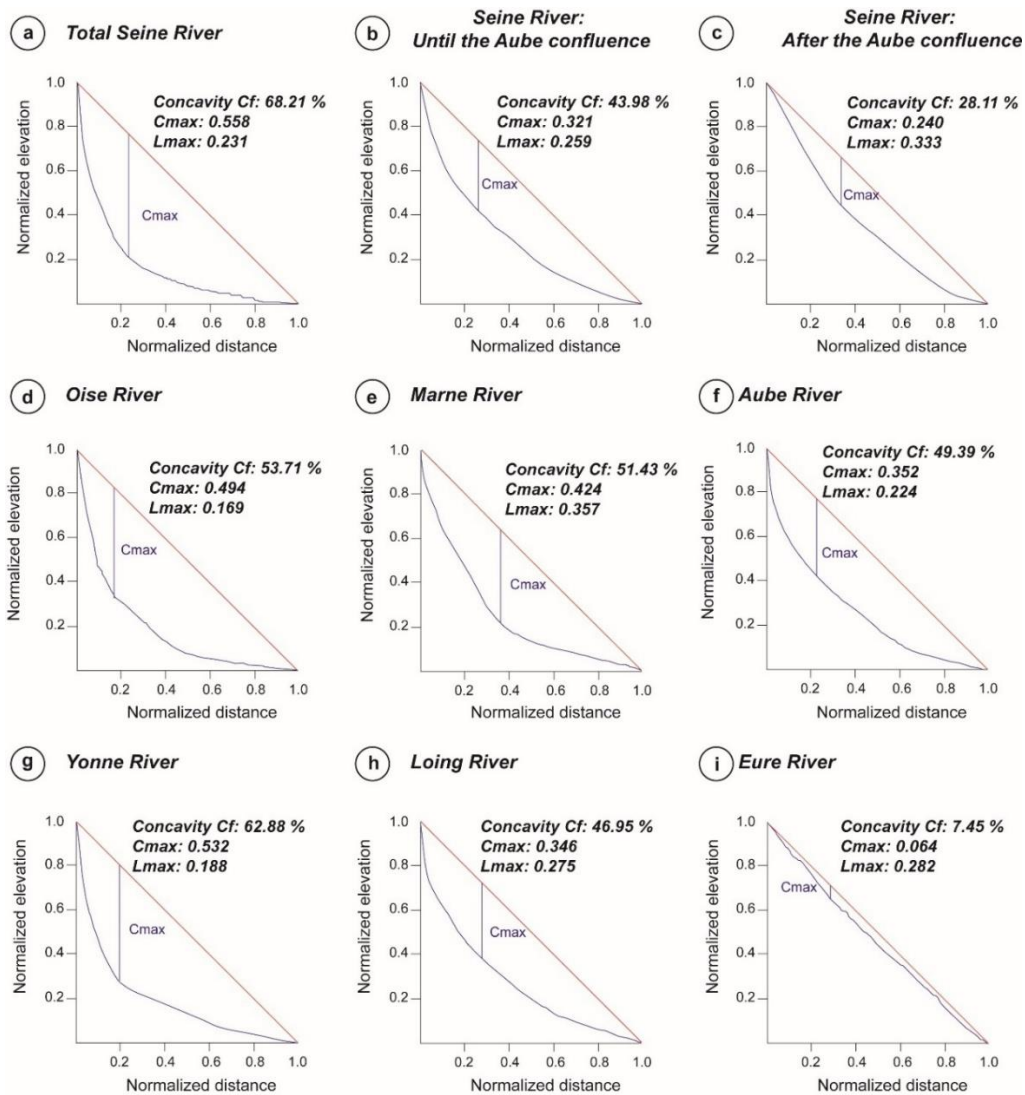 a Total Seine River
1.0
0.8
0.6
0.4
0.2
Normalized elevation
Concavity Cf: 68.21 %
Cmax: 0.558
Lmax: 0.231
Cmax
0.2 0.4 0.6 0.8 1.0
Normalized distance
b Seine River:
Until the Aube confluence
1.0
0.8
0.6
0.4
0.2
Normalized elevation
Concavity Cf: 43.98 %
Cmax: 0.321
Lmax: 0.259
Cmax
0.2 0.4 0.6 0.8 1.0
Normalized distance
c Seine River:
After the Aube confluence
1.0
0.8
0.6
0.4
0.2
Normalized elevation
Concavity Cf: 28.11 %
Cmax: 0.240
Lmax: 0.333
Cmax
0.2 0.4 0.6 0.8 1.0
Normalized distance
d Oise River
1.0
0.8
0.6
0.4
0.2
Normalized elevation
Concavity Cf: 53.71 %
Cmax: 0.494
Lmax: 0.169
Cmax
0.2 0.4 0.6 0.8 1.0
Normalized distance
e Marne River
1.0
0.8
0.6
0.4
0.2
Normalized elevation
Concavity Cf: 51.43 %
Cmax: 0.424
Lmax: 0.357
Cmax
0.2 0.4 0.6 0.8 1.0
Normalized distance
f Aube River
1.0
0.8
0.6
0.4
0.2
Normalized elevation
Concavity Cf: 49.39 %
Cmax: 0.352
Lmax: 0.224
Cmax
0.2 0.4 0.6 0.8 1.0
Normalized distance
g Yonne River
1.0
0.8
0.6
0.4
0.2
Normalized elevation
Concavity Cf: 62.88 %
Cmax: 0.532
Lmax: 0.188
Cmax
0.2 0.4 0.6 0.8 1.0
Normalized distance
h Loing River
1.0
0.8
0.6
0.4
0.2
Normalized elevation
Concavity Cf: 46.95 %
Cmax: 0.346
Lmax: 0.275
Cmax
0.2 0.4 0.6 0.8 1.0
Normalized distance
i Eure River
1.0
0.8
0.6
0.4
0.2
Normalized elevation
Concavity Cf: 7.45 %
Cmax: 0.064
Lmax: 0.282
Cmax
0.2 0.4 0.6 0.8 1.0
Normalized distance